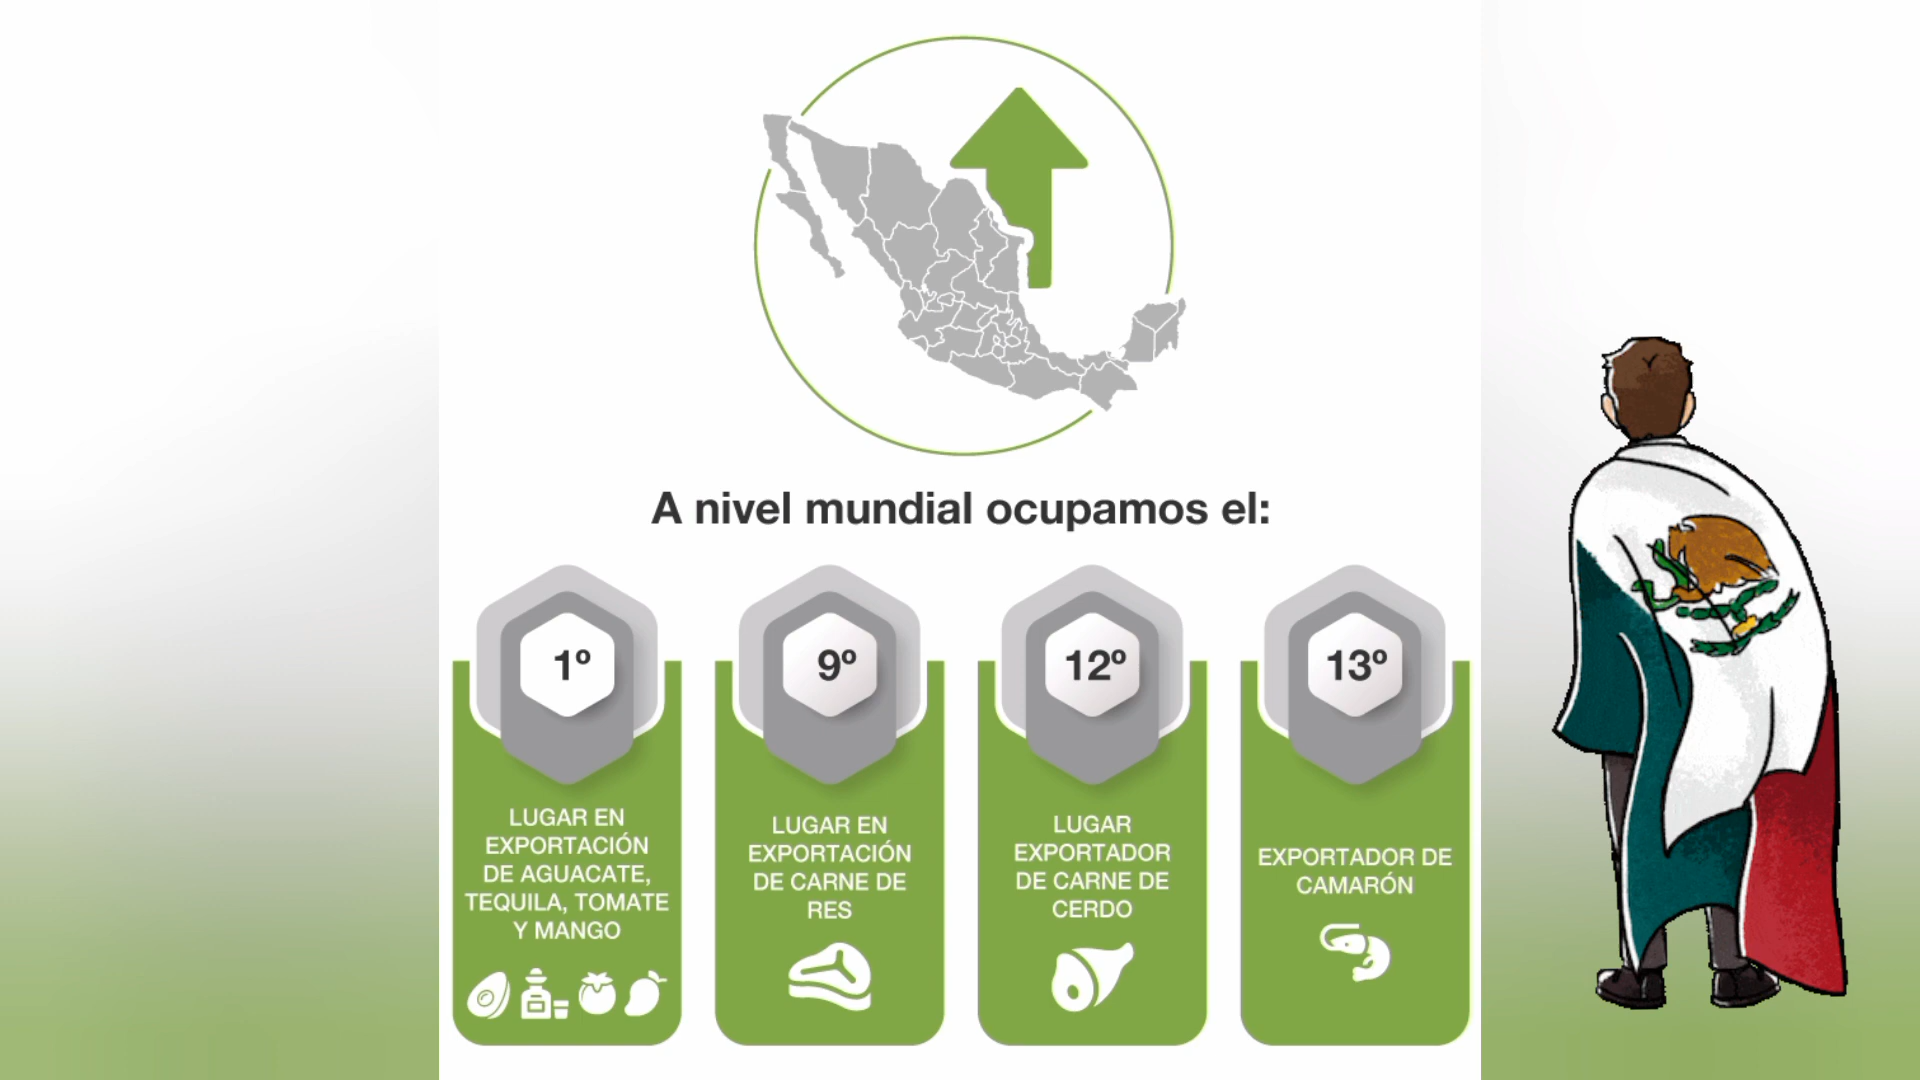 A nivel mundial ocupamos el:
1º
LUGAR EN
EXPORTACIÓN
DE AGUACATE,
TEQUILA, TOMATE
Y MANGO
9º
LUGAR EN
EXPORTACIÓN
DE CARNE DE
RES
12º
LUGAR
EXPORTADOR
DE CARNE DE
CERDO
13º
EXPORTADOR DE
CAMARÓN